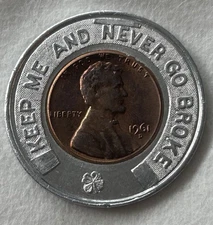 KEEP ME AND NEVER GO BROKE
LIBERTY
1961
D